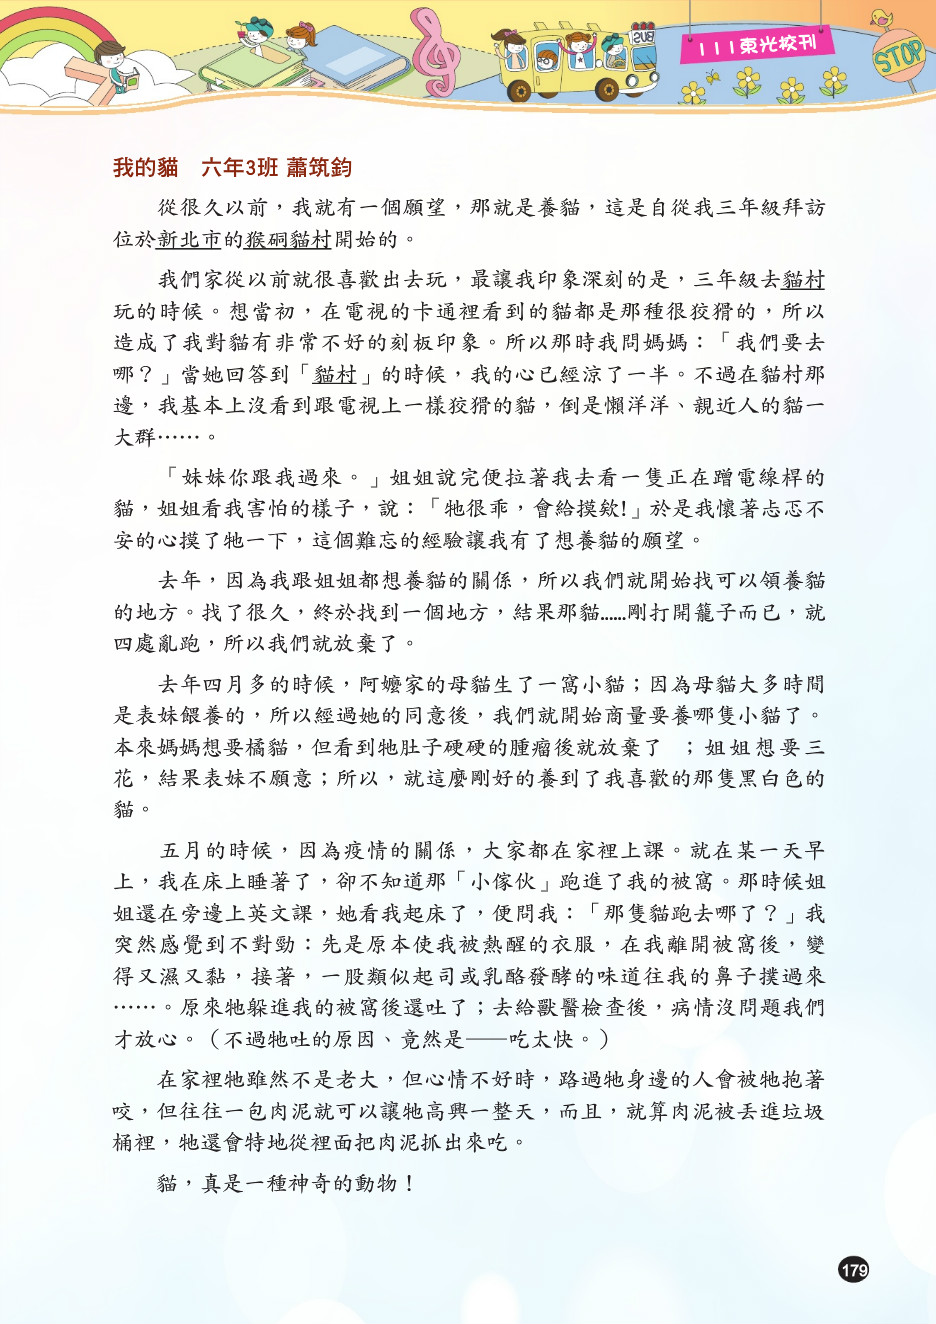 SUB
111東光校刊
STOP
我的貓　六年3班 蕭筑鈞
從很久以前，我就有一個願望，那就是養貓，這是自從我三年級拜訪
位於新北市的猴硐貓村開始的。
我們家從以前就很喜歡出去玩，最讓我印象深刻的是，三年級去貓村
玩的時候。想當初，在電視的卡通裡看到的貓都是那種很狡猾的，所以
造成了我對貓有非常不好的刻板印象。所以那時我問媽媽：「我們要去
哪？」當她回答到「貓村」的時候，我的心已經涼了一半。不過在貓村那
邊，我基本上沒看到跟電視上一樣狡猾的貓，倒是懶洋洋、親近人的貓一
大群⋯⋯。
「妹妹你跟我過來。」姐姐說完便拉著我去看一隻正在蹭電線桿的
貓，姐姐看我害怕的樣子，說：「牠很乖，會給摸欸!」於是我懷著忐忑不
安的心摸了牠一下，這個難忘的經驗讓我有了想養貓的願望。
去年，因為我跟姐姐都想養貓的關係，所以我們就開始找可以領養貓
的地方。找了很久，終於找到一個地方，結果那貓……剛打開籠子而已，就
四處亂跑，所以我們就放棄了。
去年四月多的時候，阿嬤家的母貓生了一窩小貓；因為母貓大多時間
是表妹餵養的，所以經過她的同意後，我們就開始商量要養哪隻小貓了。
本來媽媽想要橘貓，但看到牠肚子硬硬的腫瘤後就放棄了　；姐姐想要三
花，結果表妹不願意；所以，就這麼剛好的養到了我喜歡的那隻黑白色的
貓。
五月的時候，因為疫情的關係，大家都在家裡上課。就在某一天早
上，我在床上睡著了，卻不知道那「小傢伙」跑進了我的被窩。那時候姐
姐還在旁邊上英文課，她看我起床了，便問我：「那隻貓跑去哪了？」我
突然感覺到不對勁：先是原本使我被熱醒的衣服，在我離開被窩後，變
得又濕又黏，接著，一股類似起司或乳酪發酵的味道往我的鼻子撲過來
⋯⋯。原來牠躲進我的被窩後還吐了；去給獸醫檢查後，病情沒問題我們
才放心。（不過牠吐的原因、竟然是──吃太快。）
在家裡牠雖然不是老大，但心情不好時，路過牠身邊的人會被牠抱著
咬，但往往一包肉泥就可以讓牠高興一整天，而且，就算肉泥被丟進垃圾
桶裡，牠還會特地從裡面把肉泥抓出來吃。
貓，真是一種神奇的動物！
179